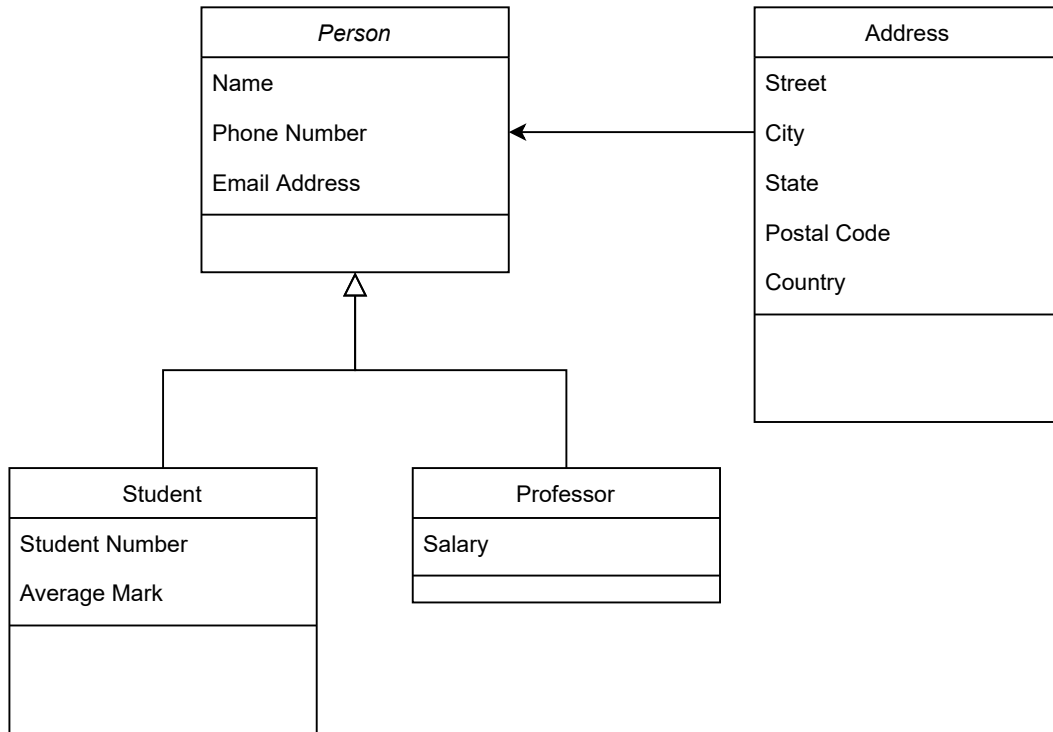 Person
Name
Phone Number
Email Address
Address
Street
City
State
Postal Code
Country
Student
Student Number
Average Mark
Professor
Salary